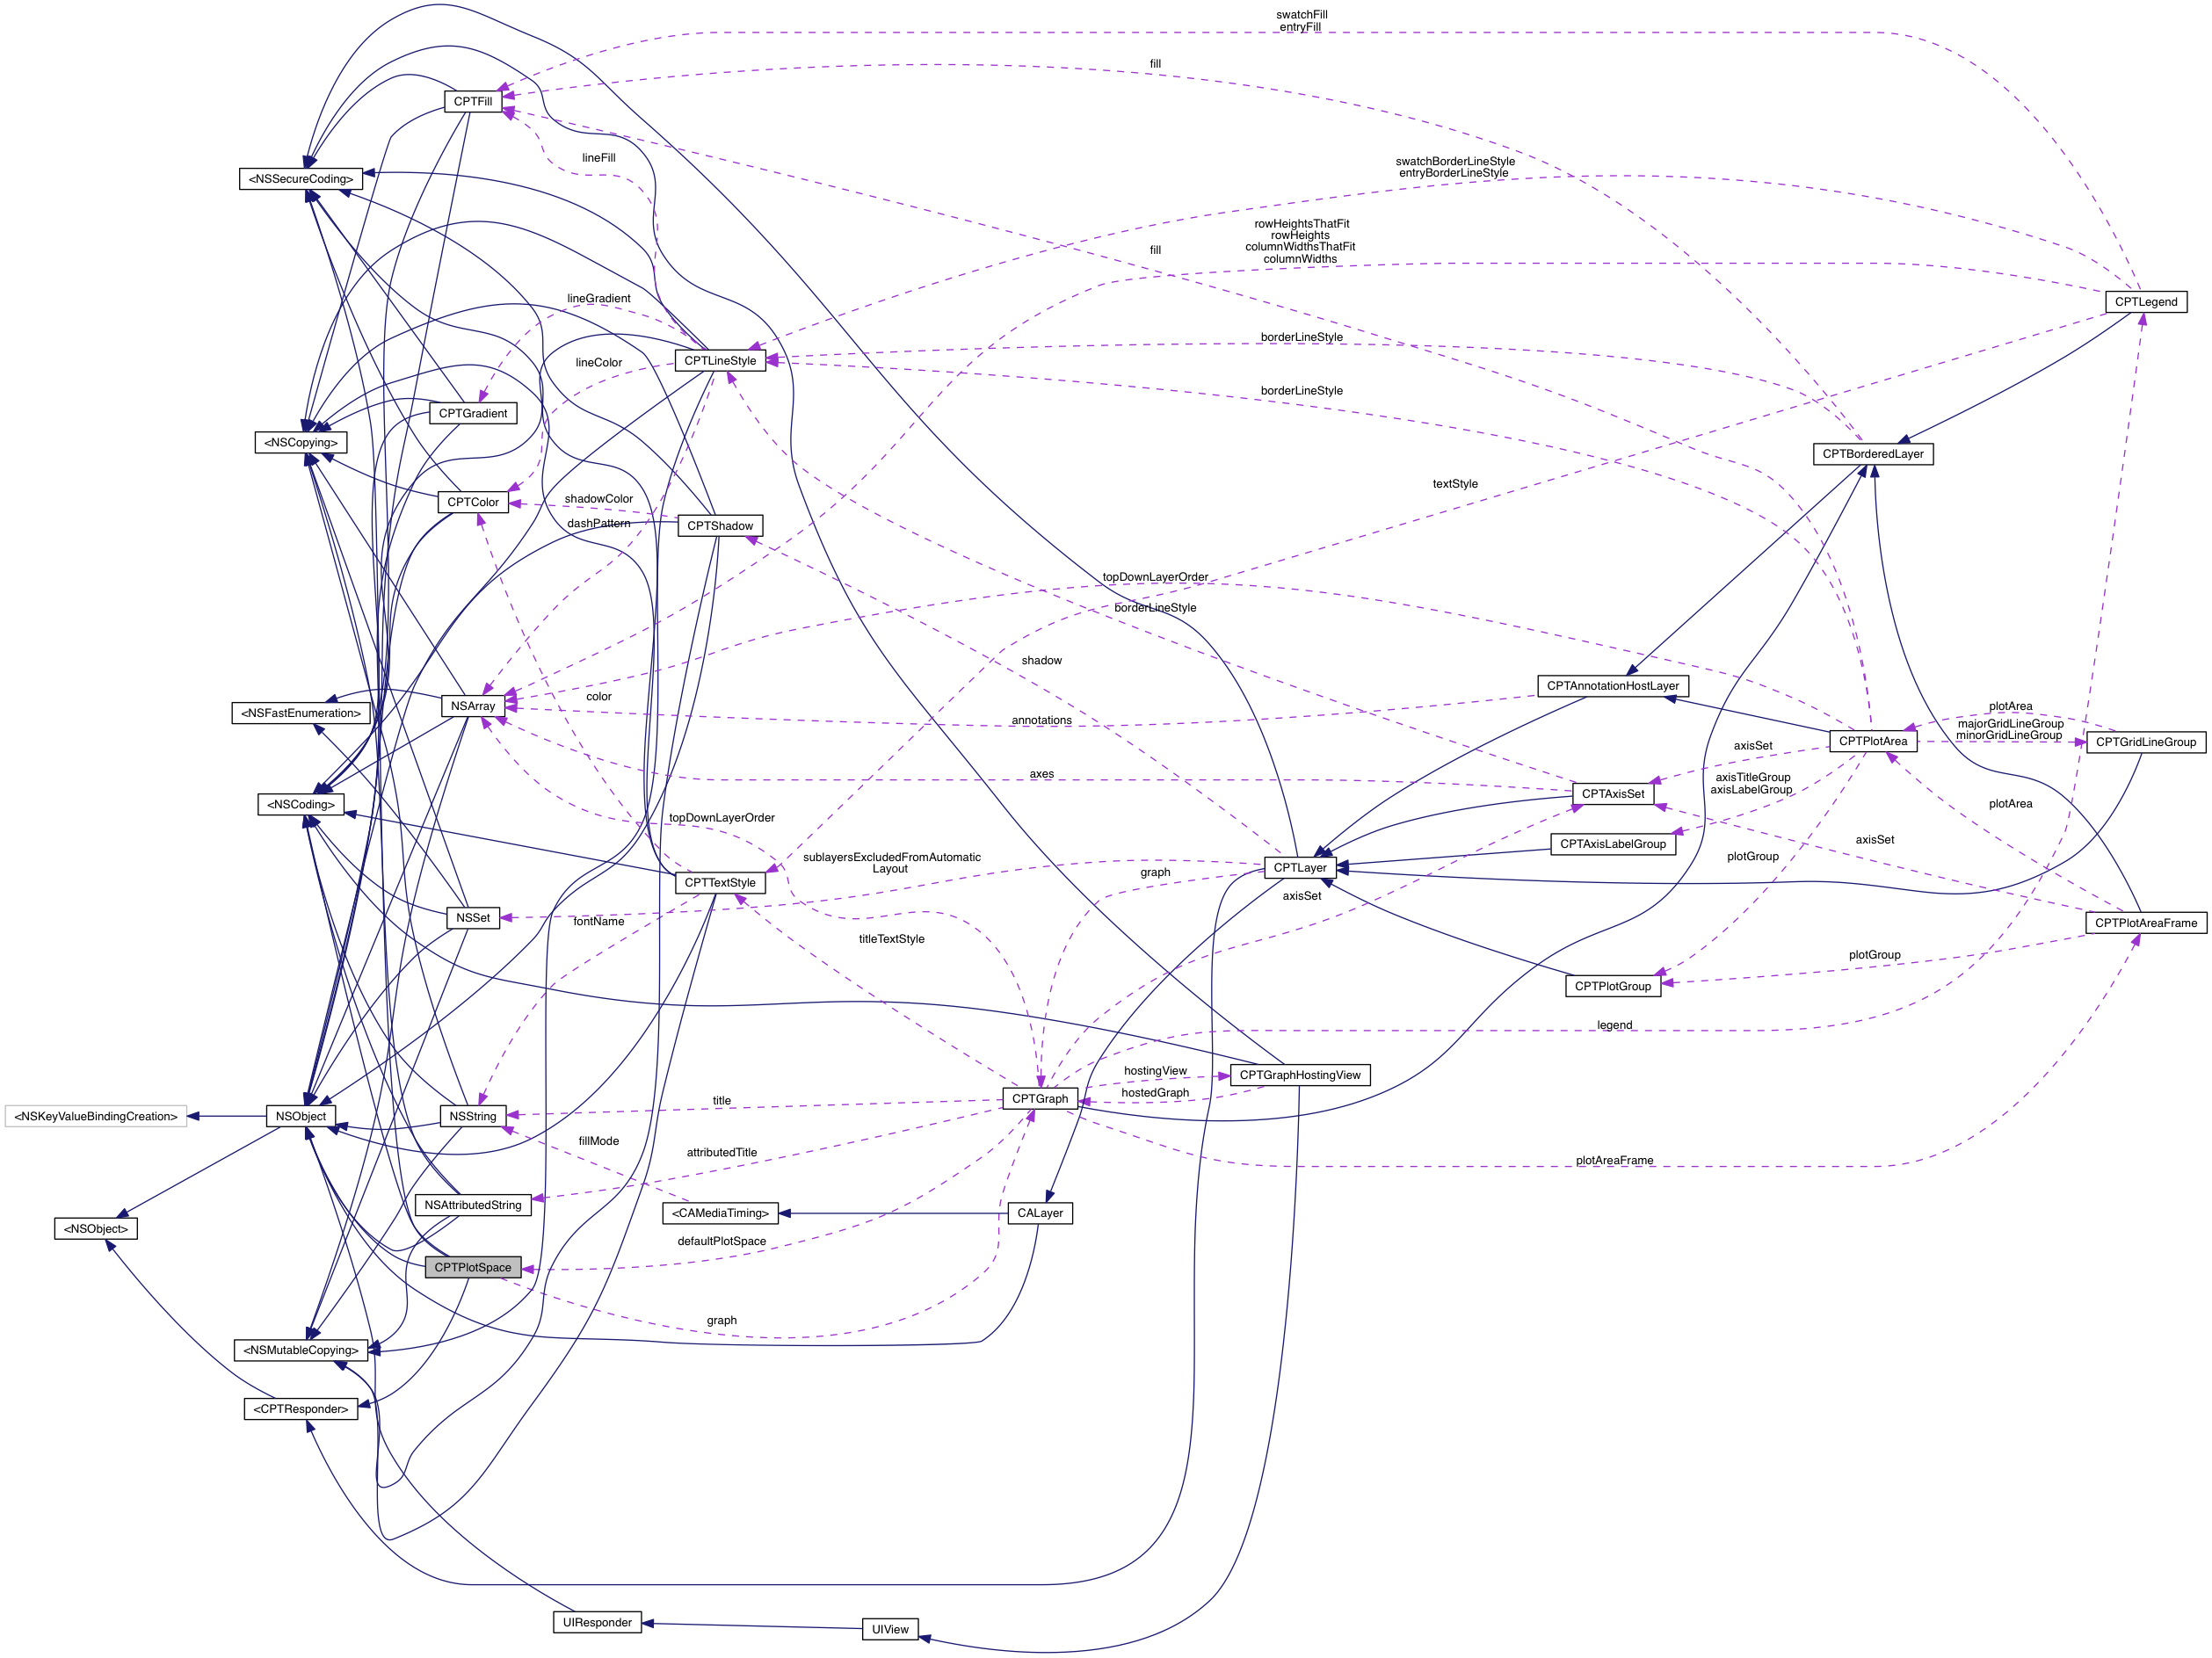 swatchFill
entryFill
fill
CPTFill
lineFill
swatchBorderLineStyle
entryBorderLineStyle
<NSSecureCoding>
rowHeightsThatFit
rowHeights
columnWidthsThatFit
columnWidths
fill
lineGradient
CPTLegend
borderLineStyle
lineColor
CPTLineStyle
borderLineStyle
CPTGradient
<NSCopying>
CPTBorderedLayer
textStyle
CPTColor
shadowColor
dashPattern
CPTShadow
topDownLayerOrder
borderLineStyle
shadow
CPTAnnotationHostLayer
color
NSArray
<NSFastEnumeration>
annotations
plotArea
majorGridLineGroup
minorGridLineGroup
CPTPlotArea
CPTGridLineGroup
axisSet
axes
axisTitleGroup
axisLabelGroup
CPTAxisSet
<NSCoding>
plotArea
topDownLayerOrder
CPTAxisLabelGroup
axisSet
sublayersExcludedFromAutomatic
Layout
plotGroup
CPTLayer
graph
CPTTextStyle
axisSet
NSSet
fontName
CPTPlotAreaFrame
titleTextStyle
plotGroup
CPTPlotGroup
legend
hostingView
CPTGraphHostingView
hostedGraph
CPTGraph
title
<NSKeyValueBindingCreation>
NSObject
NSString
fillMode
attributedTitle
plotAreaFrame
NSAttributedString
<CAMediaTiming>
CALayer
<NSObject>
defaultPlotSpace
CPTPlotSpace
graph
<NSMutableCopying>
<CPTResponder>
UIResponder
UIView